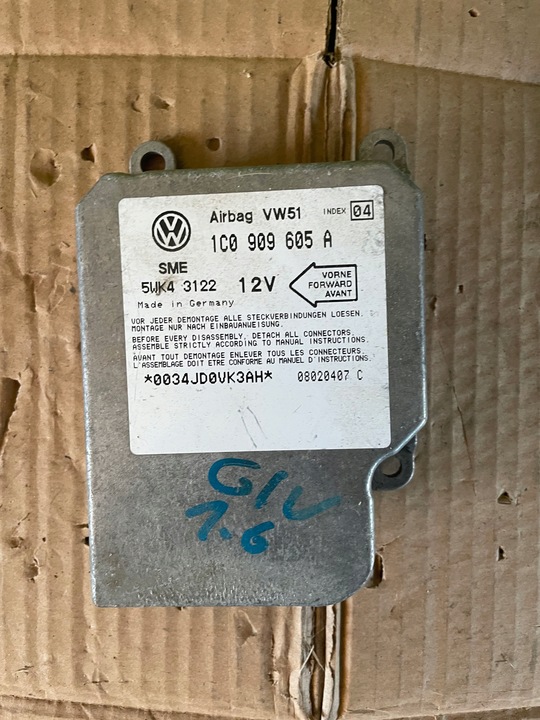 Airbag VW51 INDEX 04
1C0 909 605 A
SME
5WK4 3122 12V
VORNE
FORWARD
AVANT
Made in Germany
VOR JEDER DEMONTAGE ALLE STECKVERBINDUNGEN LOESEN.
MONTAGE NUR NACH EINBAUANWEISUNG.
BEFORE EVERY DISASSEMBLY, DETACH ALL CONNECTORS.
ASSEMBLE STRICTLY ACCORDING TO MANUAL INSTRUCTIONS.
AVANT TOUT DEMONTAGE ENLEVER TOUS LES CONNECTEURS.
L'ASSEMBLAGE DOIT ETRE CONFORME AU MANUEL D'INSTRUCTIONS.
*0034JD0VK3AH* 08020407 C
GIV
1.6